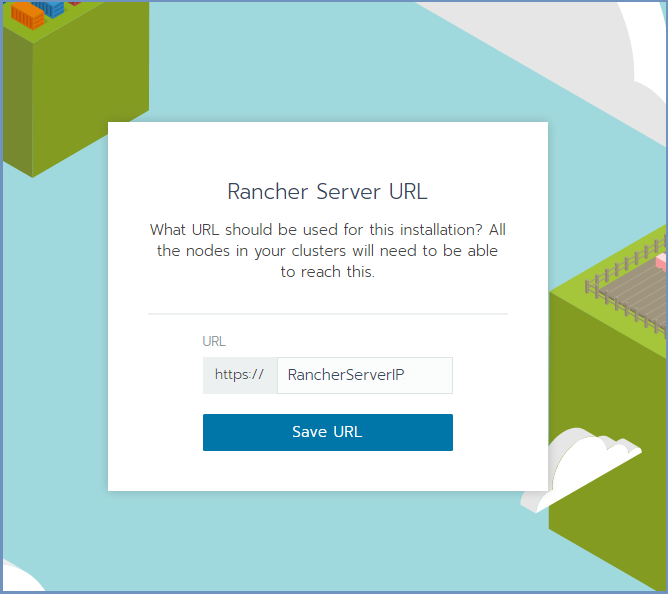 Rancher Server URL
What URL should be used for this installation? All
the nodes in your clusters will need to be able
to reach this.
URL
https:// RancherServerIP
Save URL